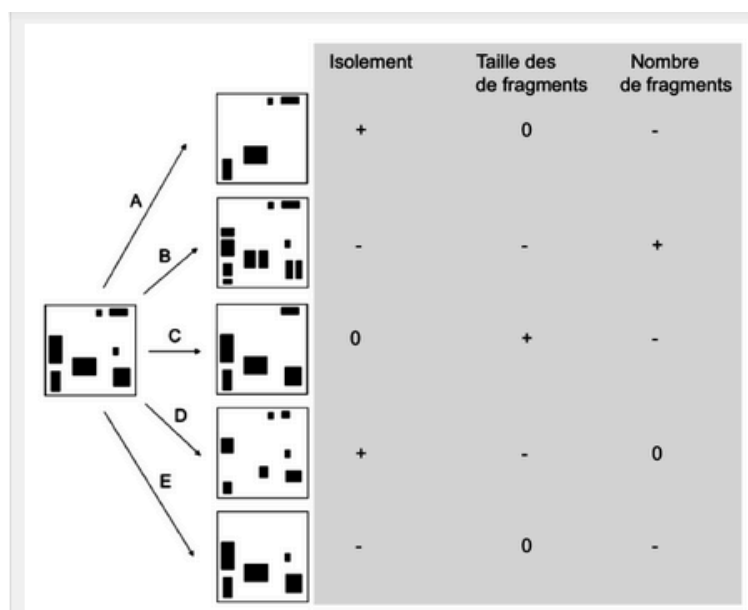 Isolement Taille des Nombre
de fragments de fragments
A + 0 -
B - - +
C 0 + -
D + - 0
E - 0 -